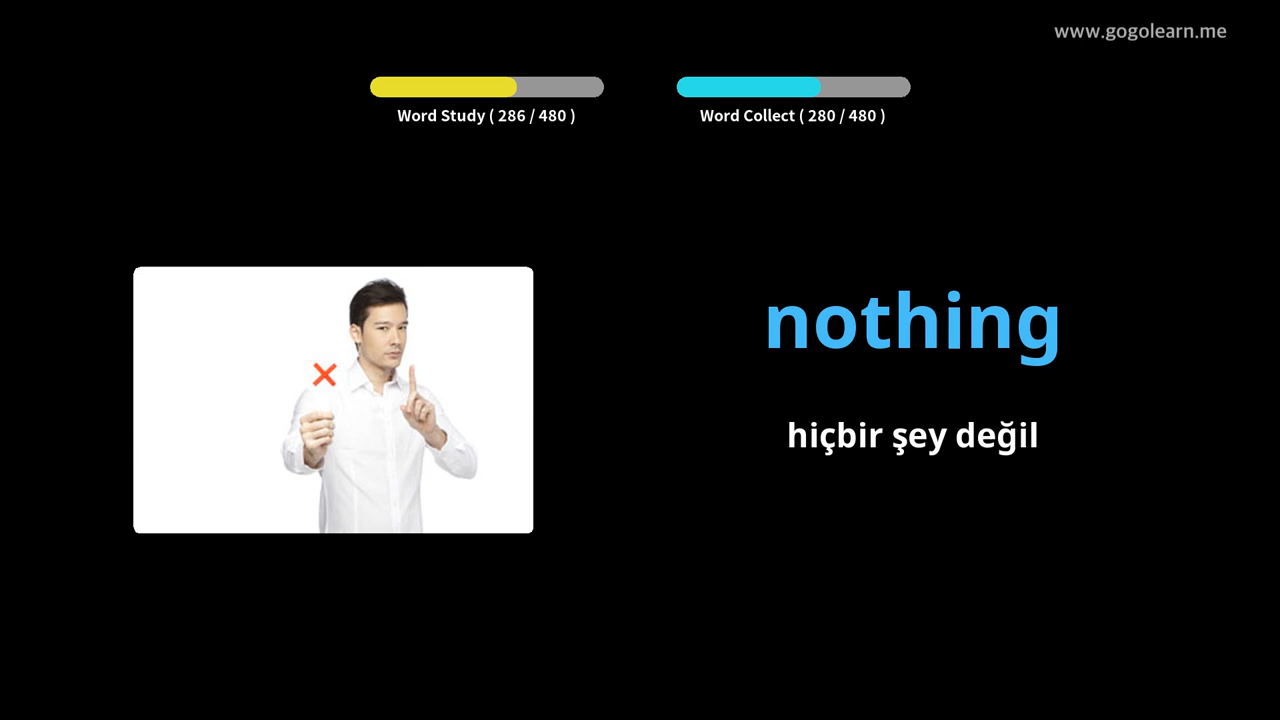 www.gogolearn.me
Word Study ( 286 / 480 )
Word Collect ( 280 / 480 )
nothing
hiçbir şey değil